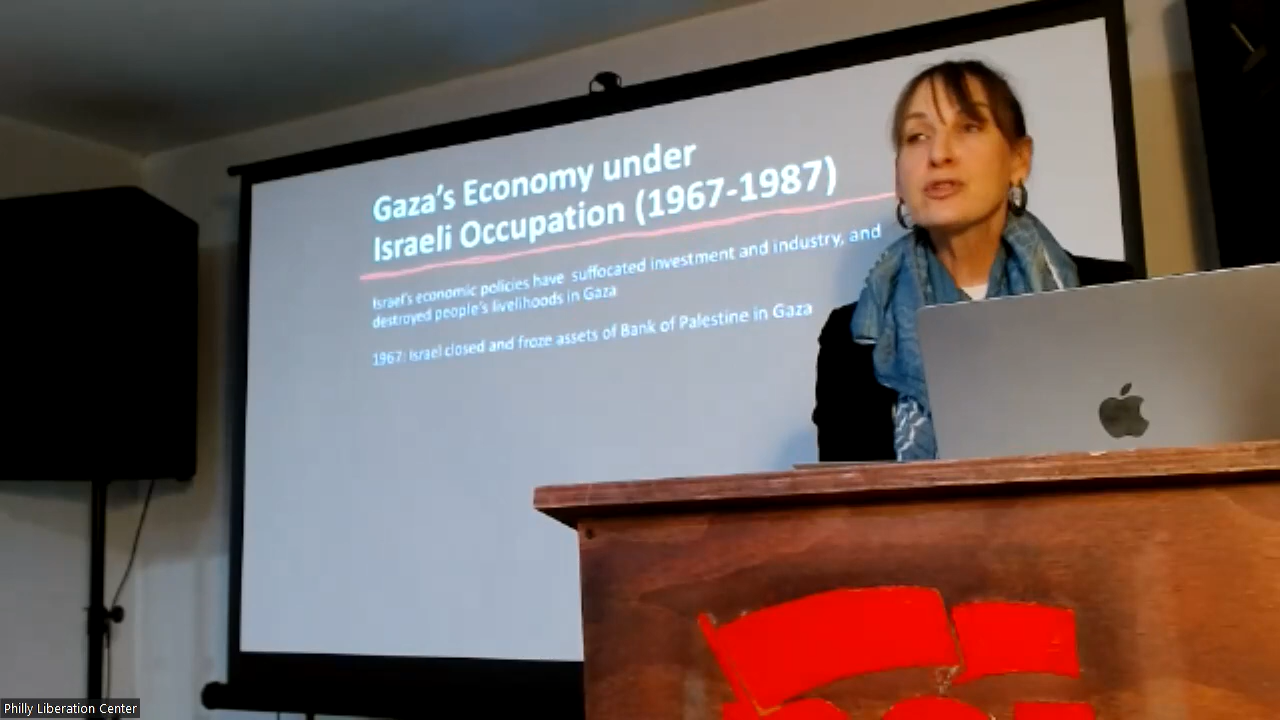 Gaza's Economy under
Israeli Occupation (1967-1987)
Israel's economic policies have suffocated investment and industry, and
destroyed people's livelihoods in Gaza
1967: Israel closed and froze assets of Bank of Palestine in Gaza
Philly Liberation Center